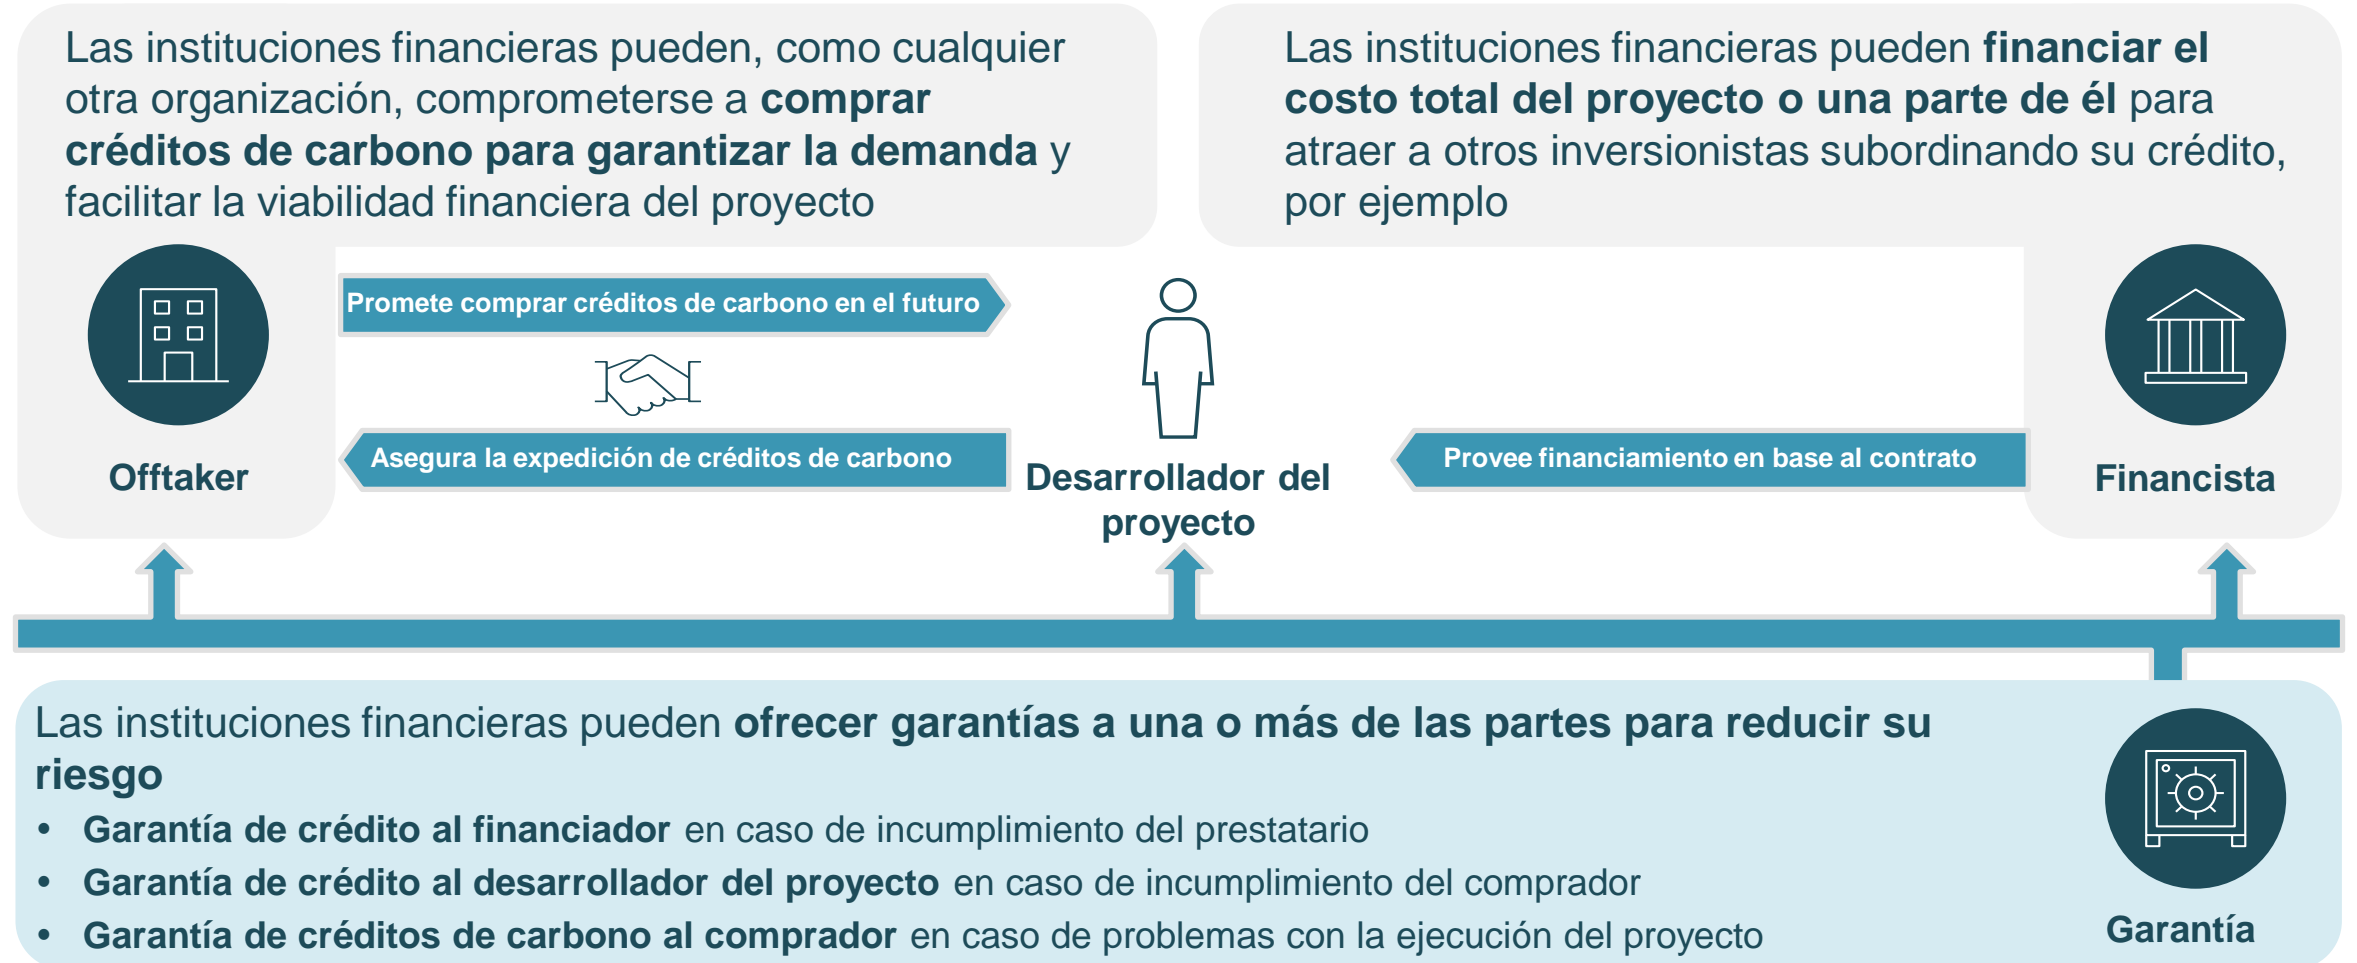 Las instituciones financieras pueden, como cualquier
otra organización, comprometerse a comprar
créditos de carbono para garantizar la demanda y
facilitar la viabilidad financiera del proyecto
Las instituciones financieras pueden financiar el
costo total del proyecto o una parte de él para
atraer a otros inversionistas subordinando su crédito,
por ejemplo
Promete comprar créditos de carbono en el futuro
Asegura la expedición de créditos de carbono
Provee financiamiento en base al contrato
Offtaker
Desarrollador del
proyecto
Financista
Las instituciones financieras pueden ofrecer garantías a una o más de las partes para reducir su
riesgo
• Garantía de crédito al financiador en caso de incumplimiento del prestatario
• Garantía de crédito al desarrollador del proyecto en caso de incumplimiento del comprador
• Garantía de créditos de carbono al comprador en caso de problemas con la ejecución del proyecto
Garantía